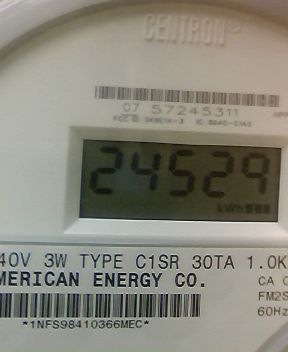 CENTRON®
07 57245311
24529
kWh
40V 3W TYPE C1SR 30TA 1.0K
MERICAN ENERGY CO.
CA 0
FM2S
60Hz
*1NFS98410366MEC*